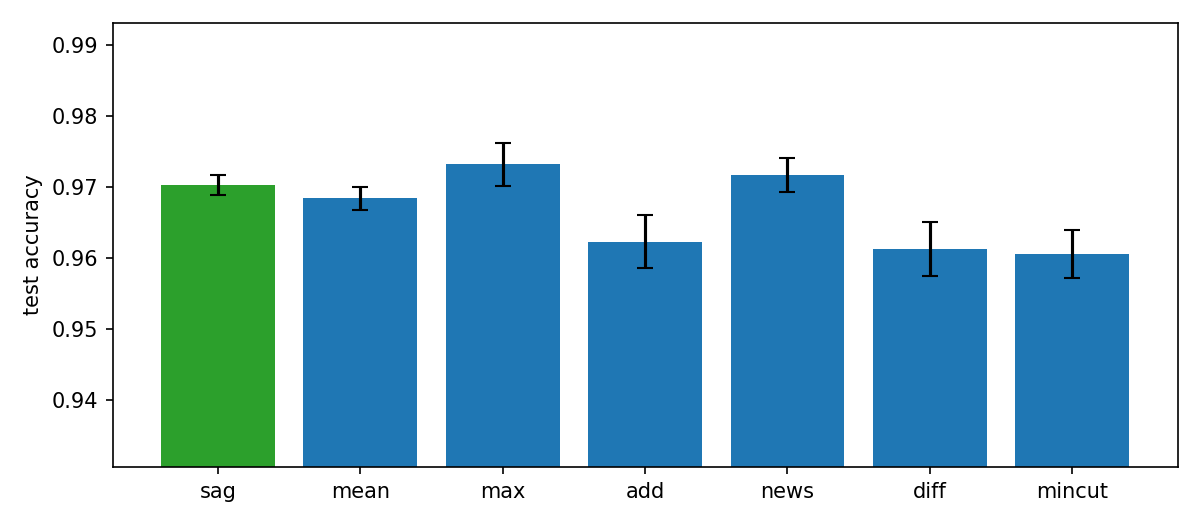 test accuracy
0.99
0.98
0.97
0.96
0.95
0.94
sag
mean
max
add
news
diff
mincut